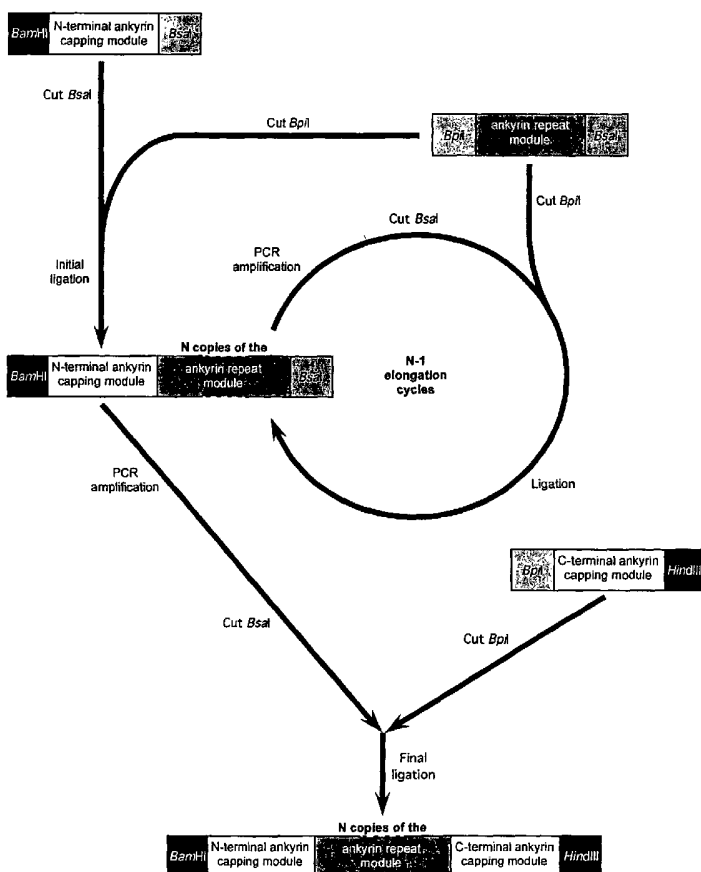 BamHI
N-terminal ankyrin
capping module
BsaI
Cut BsaI
Cut BpiI
BpiI
ankyrin repeat
module
BsaI
Cut BsaI
Cut BpiI
PCR
amplification
Initial
ligation
N copies of the
BamHI
N-terminal ankyrin
capping module
ankyrin repeat
module
BsaI
N-1
elongation
cycles
PCR
amplification
Ligation
BpiI
C-terminal ankyrin
capping module
HindIII
Cut BsaI
Cut BpiI
Final
ligation
N copies of the
BamHI
N-terminal ankyrin
capping module
ankyrin repeat
module
C-terminal ankyrin
capping module
HindIII